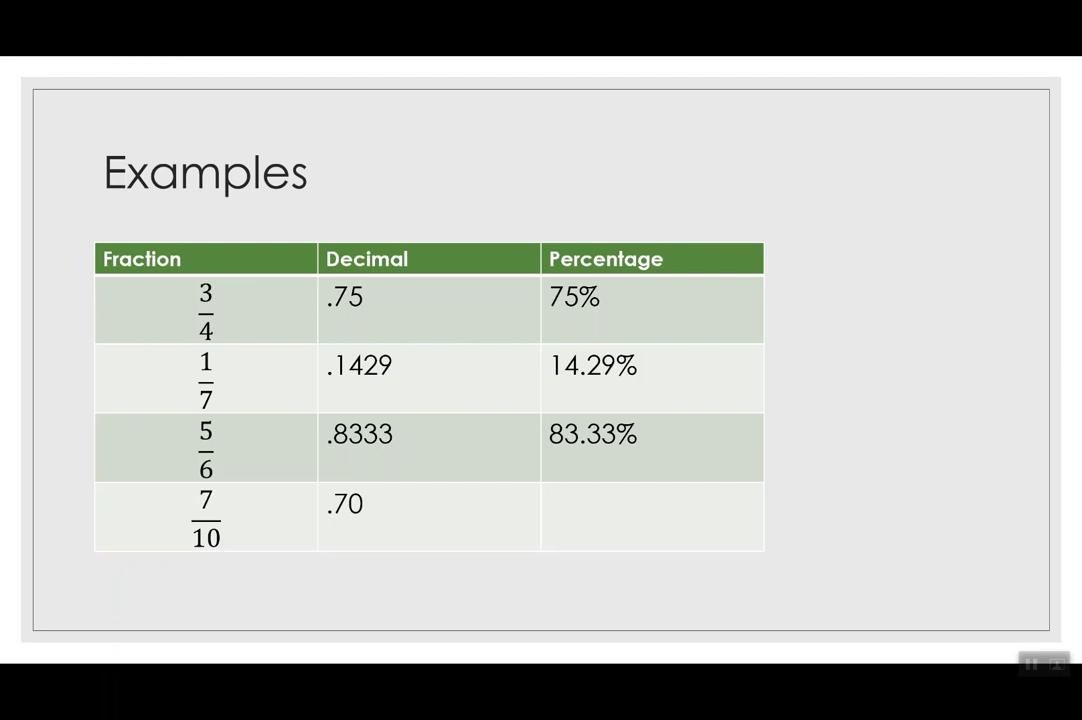 Examples
Fraction Decimal Percentage
3/4 .75 75%
1/7 .1429 14.29%
5/6 .8333 83.33%
7/10 .70